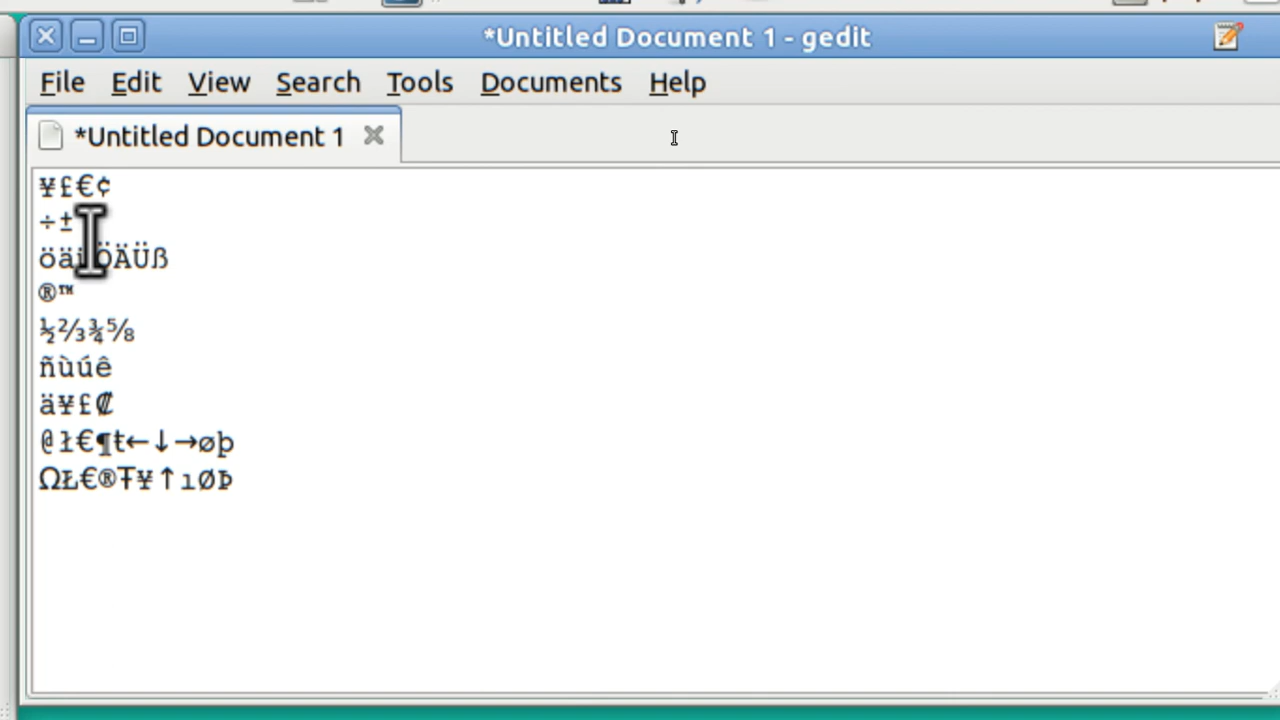 *Untitled Document 1 - gedit
File Edit View Search Tools Documents Help
*Untitled Document 1
¥£€¢
÷±
öäüÖÄÜß
®™
½⅔¾⅝
ñùúê
ä¥£₡
@ł€¶ŧ←↓→øþ
ΩŁ€®Ŧ¥↑ıØÞ